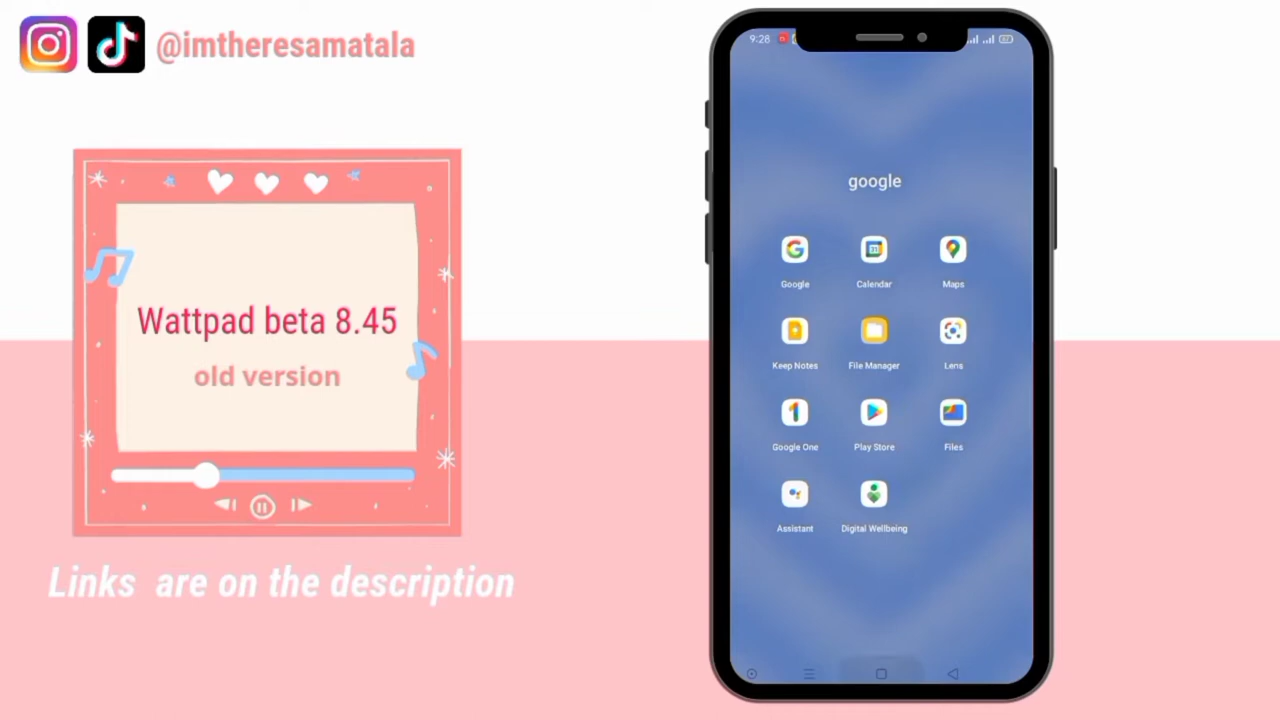 @imtheresamatala
Wattpad beta 8.45
old version
Links are on the description
9:28
google
Google Calendar Maps
Keep Notes File Manager Lens
Google One Play Store Files
Assistant Digital Wellbeing